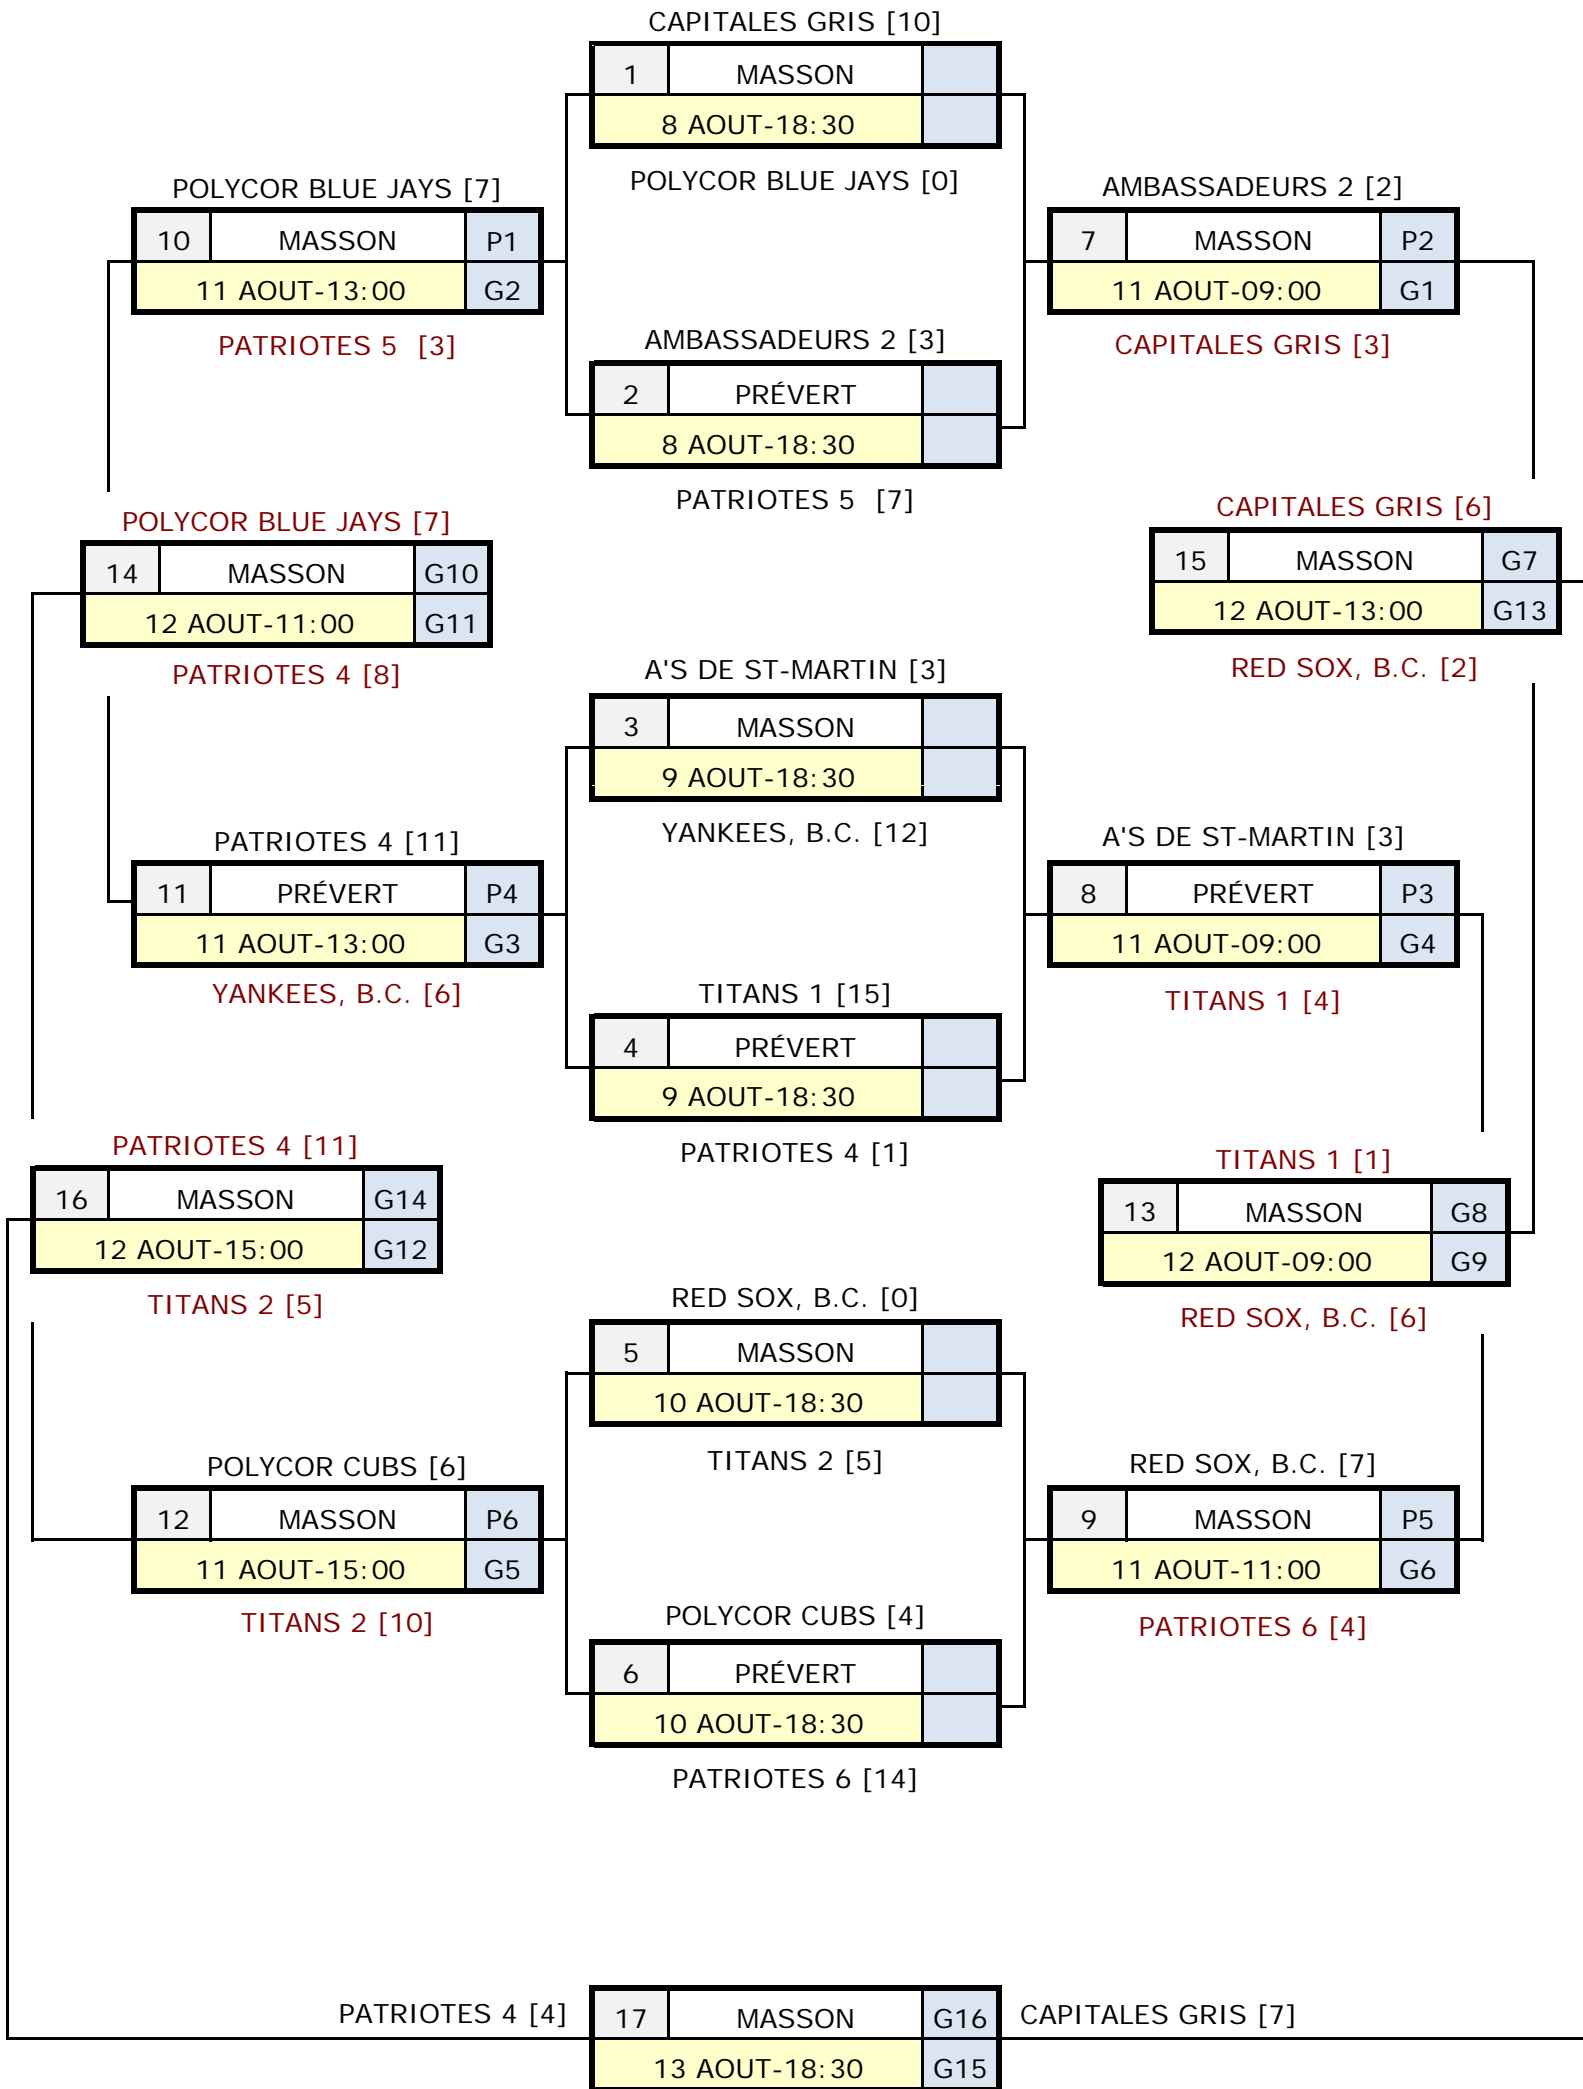 CAPITALES GRIS [10]
1 MASSON
8 AOUT-18:30
POLYCOR BLUE JAYS [0]
POLYCOR BLUE JAYS [7]
10 MASSON P1
11 AOUT-13:00 G2
PATRIOTES 5 [3]
AMBASSADEURS 2 [2]
7 MASSON P2
11 AOUT-09:00 G1
CAPITALES GRIS [3]
AMBASSADEURS 2 [3]
2 PRÉVERT
8 AOUT-18:30
PATRIOTES 5 [7]
POLYCOR BLUE JAYS [7]
14 MASSON G10
12 AOUT-11:00 G11
PATRIOTES 4 [8]
CAPITALES GRIS [6]
15 MASSON G7
12 AOUT-13:00 G13
RED SOX, B.C. [2]
A'S DE ST-MARTIN [3]
3 MASSON
9 AOUT-18:30
YANKEES, B.C. [12]
PATRIOTES 4 [11]
11 PRÉVERT P4
11 AOUT-13:00 G3
YANKEES, B.C. [6]
A'S DE ST-MARTIN [3]
8 PRÉVERT P3
11 AOUT-09:00 G4
TITANS 1 [4]
TITANS 1 [15]
4 PRÉVERT
9 AOUT-18:30
PATRIOTES 4 [1]
PATRIOTES 4 [11]
16 MASSON G14
12 AOUT-15:00 G12
TITANS 2 [5]
TITANS 1 [1]
13 MASSON G8
12 AOUT-09:00 G9
RED SOX, B.C. [6]
RED SOX, B.C. [0]
5 MASSON
10 AOUT-18:30
TITANS 2 [5]
POLYCOR CUBS [6]
12 MASSON P6
11 AOUT-15:00 G5
TITANS 2 [10]
RED SOX, B.C. [7]
9 MASSON P5
11 AOUT-11:00 G6
PATRIOTES 6 [4]
POLYCOR CUBS [4]
6 PRÉVERT
10 AOUT-18:30
PATRIOTES 6 [14]
PATRIOTES 4 [4] 17 MASSON G16 CAPITALES GRIS [7]
13 AOUT-18:30 G15